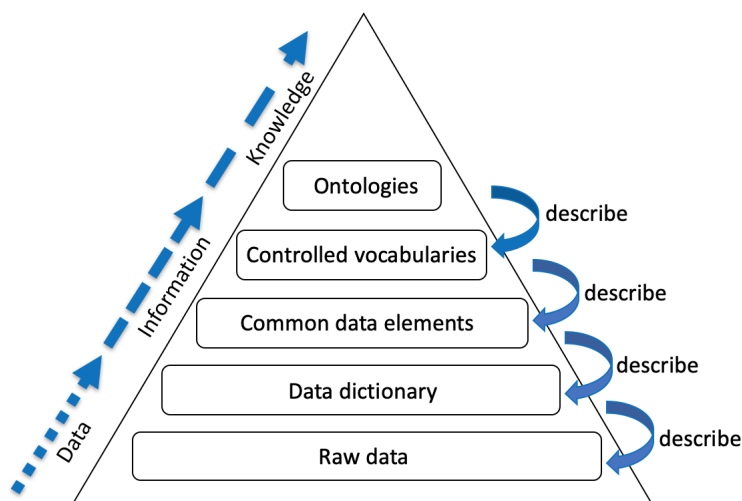 Knowledge
Ontologies
describe
Controlled vocabularies
Information
describe
Common data elements
describe
Data dictionary
Data
describe
Raw data